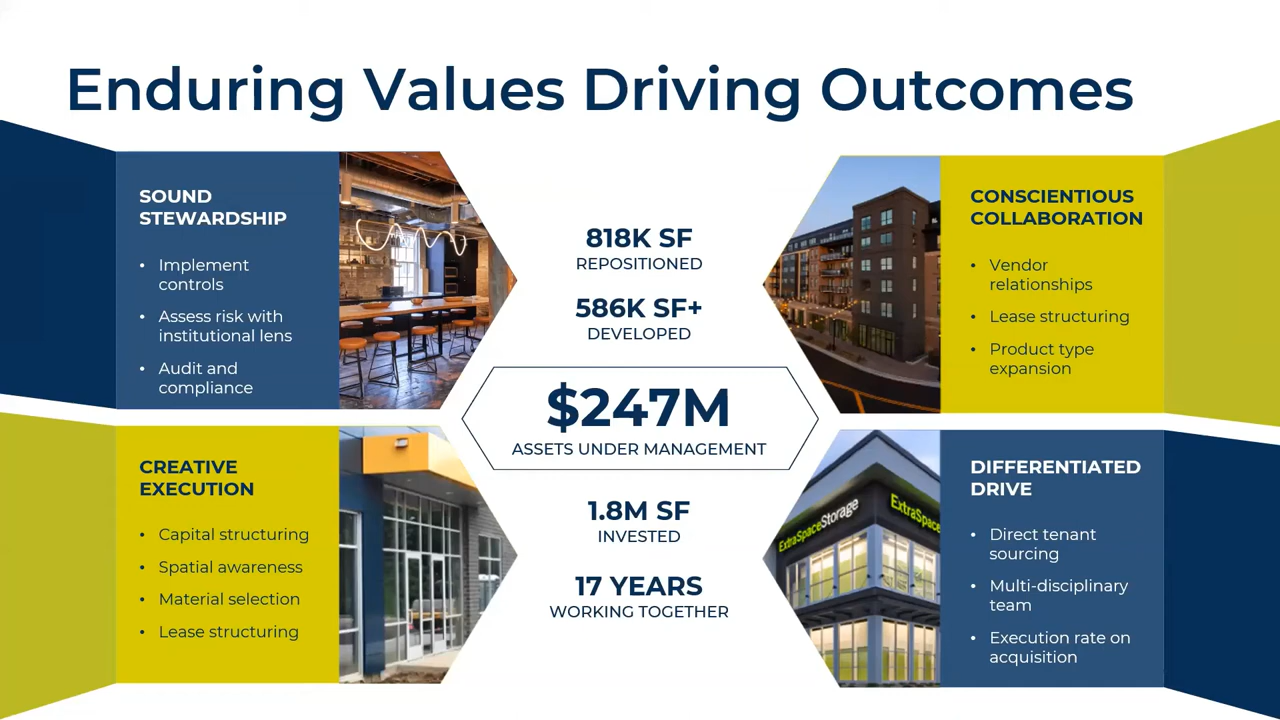 Enduring Values Driving Outcomes
SOUND
STEWARDSHIP
• Implement
controls
• Assess risk with
institutional lens
• Audit and
compliance
CREATIVE
EXECUTION
• Capital structuring
• Spatial awareness
• Material selection
• Lease structuring
818K SF
REPOSITIONED
586K SF+
DEVELOPED
$247M
ASSETS UNDER MANAGEMENT
1.8M SF
INVESTED
17 YEARS
WORKING TOGETHER
CONSCIENTIOUS
COLLABORATION
• Vendor
relationships
• Lease structuring
• Product type
expansion
ExtraSpaceStorage
ExtraSpace
DIFFERENTIATED
DRIVE
• Direct tenant
sourcing
• Multi-disciplinary
team
• Execution rate on
acquisition